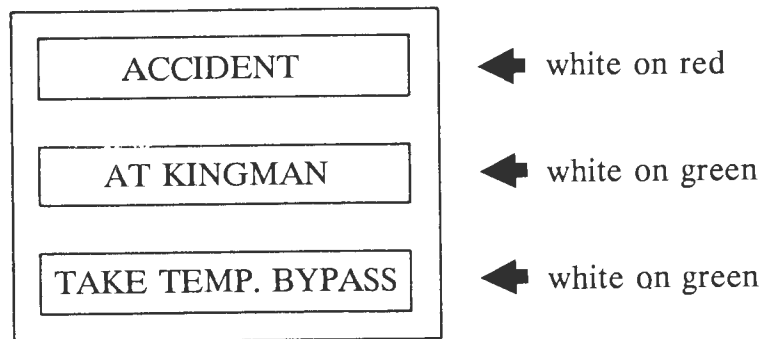 ACCIDENT white on red
AT KINGMAN white on green
TAKE TEMP. BYPASS white on green